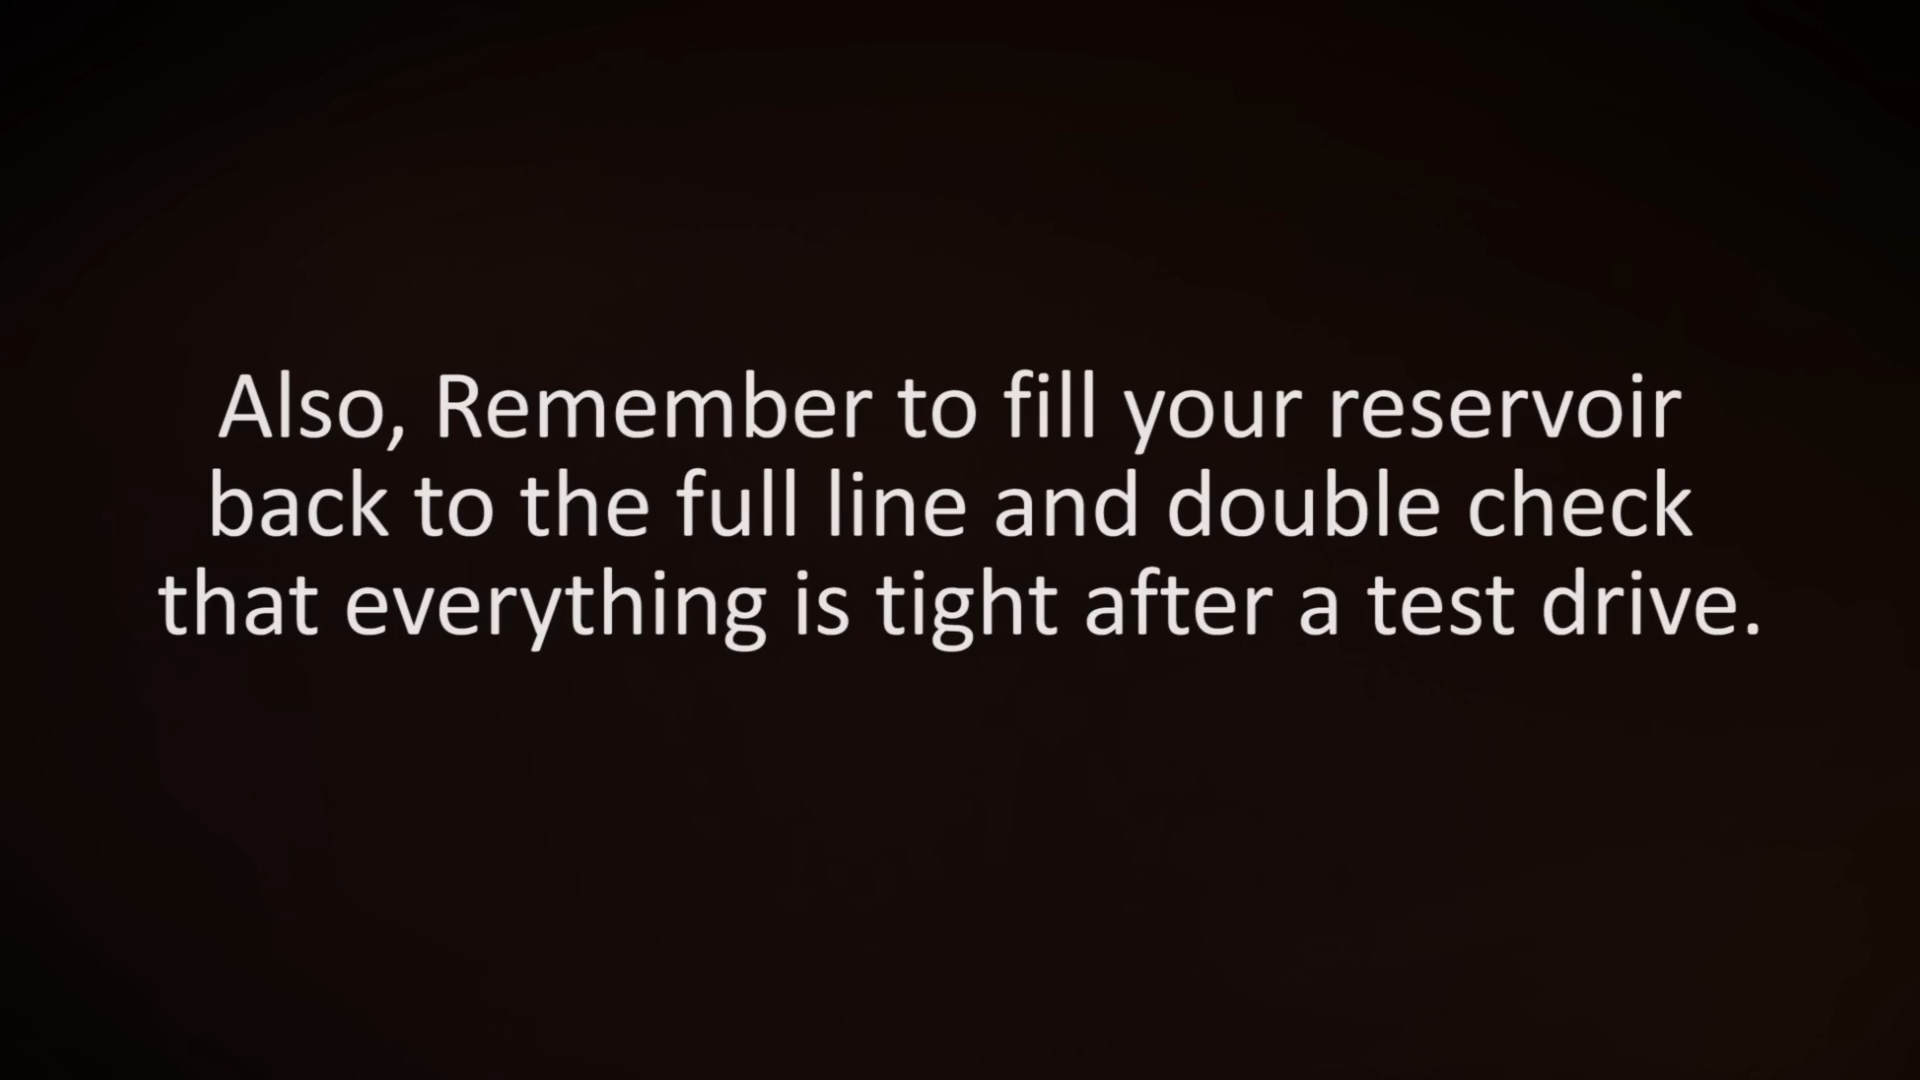 Also, Remember to fill your reservoir
back to the full line and double check
that everything is tight after a test drive.